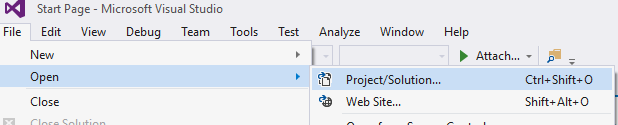 Start Page - Microsoft Visual Studio
File Edit View Debug Team Tools Test Analyze Window Help
New
Attach...
Open
Project/Solution... Ctrl+Shift+O
Close
Web Site... Shift+Alt+O
Close Solution